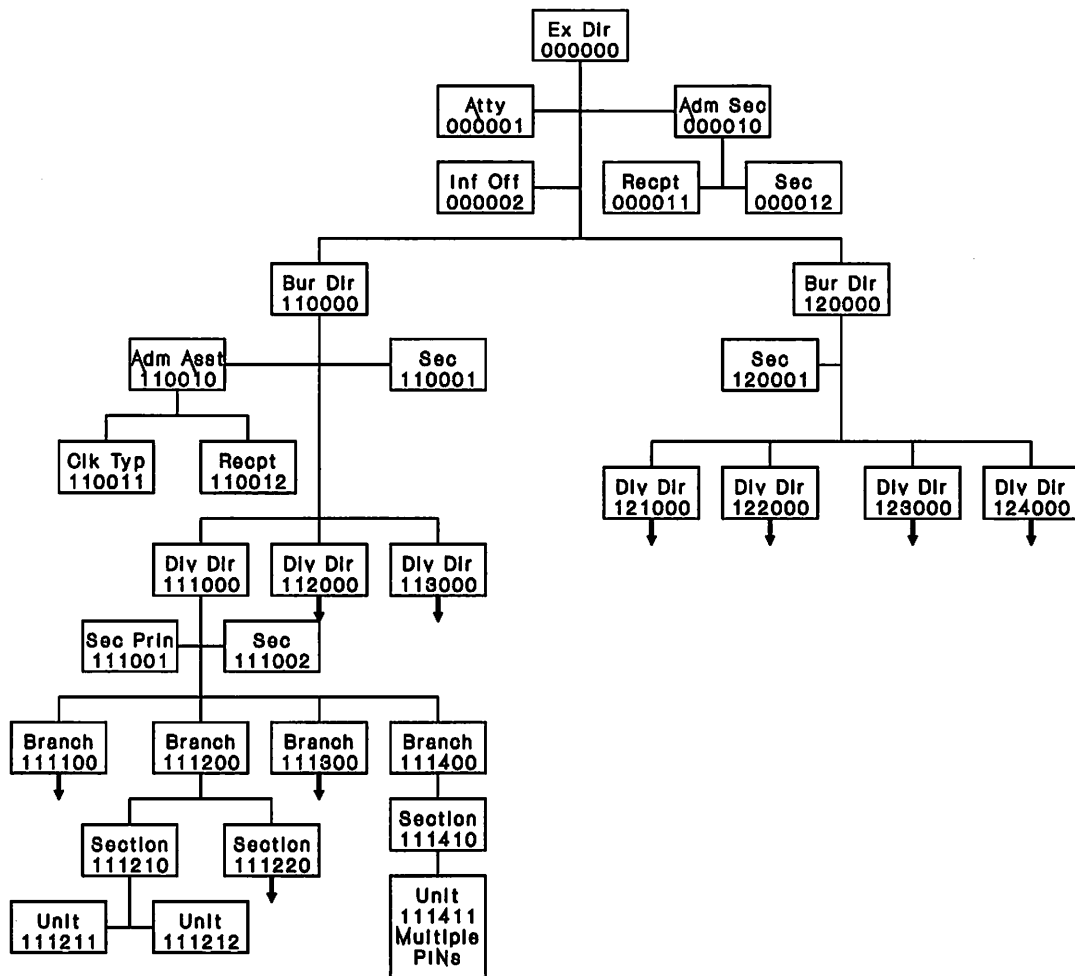 Ex Dir
000000
Atty
000001
Adm Sec
000010
Inf Off
000002
Recpt
000011
Sec
000012
Bur Dir
110000
Bur Dir
120000
Adm Asst
110010
Sec
110001
Sec
120001
Clk Typ
110011
Recpt
110012
Div Dir
121000
Div Dir
122000
Div Dir
123000
Div Dir
124000
Div Dir
111000
Div Dir
112000
Div Dir
113000
Sec Prin
111001
Sec
111002
Branch
111100
Branch
111200
Branch
111300
Branch
111400
Section
111210
Section
111220
Section
111410
Unit
111211
Unit
111212
Unit
111411
Multiple
PINs